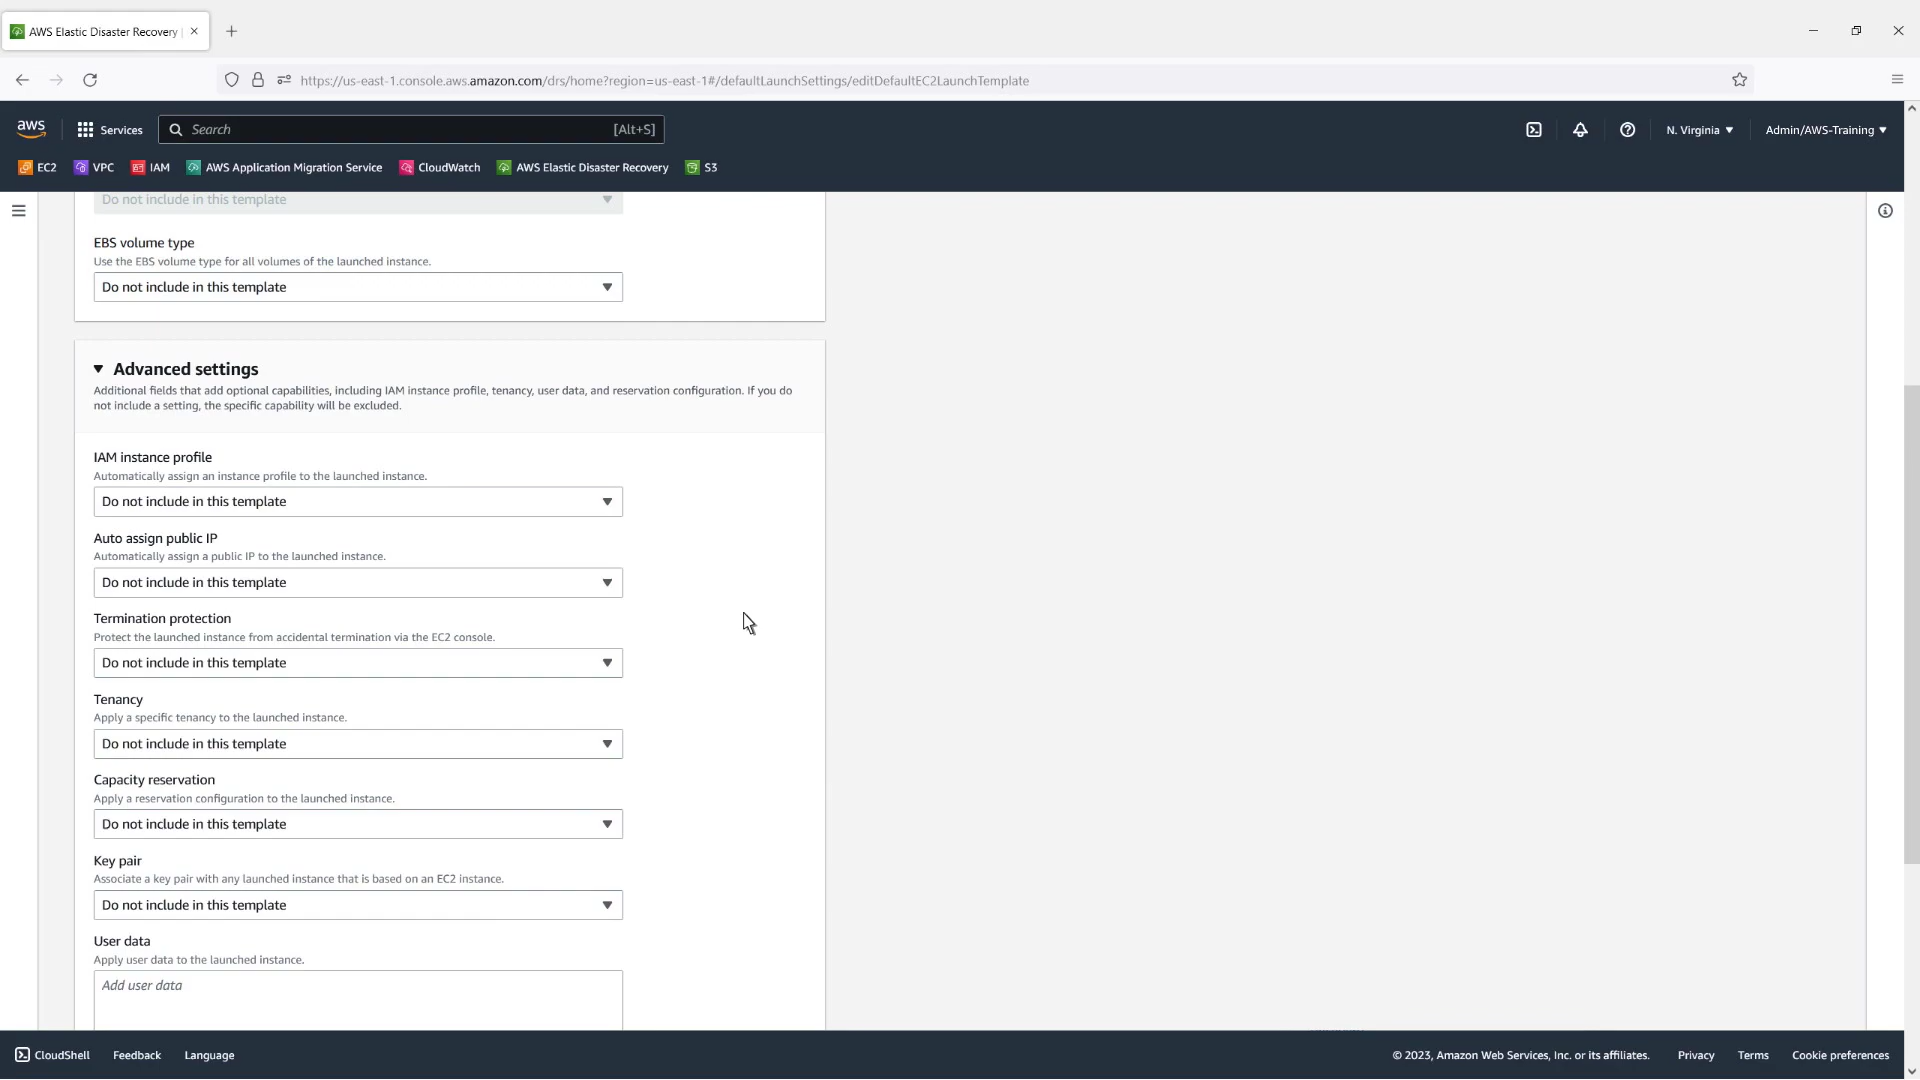 AWS Elastic Disaster Recovery
https://us-east-1.console.aws.amazon.com/drs/home?region=us-east-1#/defaultLaunchSettings/editDefaultEC2LaunchTemplate
aws
Services
Search
[Alt+S]
N. Virginia
Admin/AWS-Training
EC2
VPC
IAM
AWS Application Migration Service
CloudWatch
AWS Elastic Disaster Recovery
S3
Do not include in this template
EBS volume type
Use the EBS volume type for all volumes of the launched instance.
Do not include in this template
Advanced settings
Additional fields that add optional capabilities, including IAM instance profile, tenancy, user data, and reservation configuration. If you do
not include a setting, the specific capability will be excluded.
IAM instance profile
Automatically assign an instance profile to the launched instance.
Do not include in this template
Auto assign public IP
Automatically assign a public IP to the launched instance.
Do not include in this template
Termination protection
Protect the launched instance from accidental termination via the EC2 console.
Do not include in this template
Tenancy
Apply a specific tenancy to the launched instance.
Do not include in this template
Capacity reservation
Apply a reservation configuration to the launched instance.
Do not include in this template
Key pair
Associate a key pair with any launched instance that is based on an EC2 instance.
Do not include in this template
User data
Apply user data to the launched instance.
Add user data
CloudShell
Feedback
Language
© 2023, Amazon Web Services, Inc. or its affiliates.
Privacy
Terms
Cookie preferences